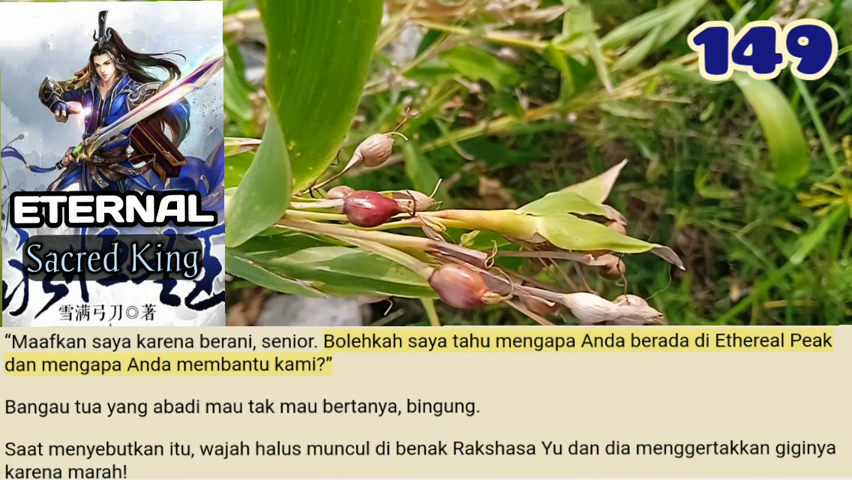 149
ETERNAL
Sacred King
雪满弓刀◎著
“Maafkan saya karena berani, senior. Bolehkah saya tahu mengapa Anda berada di Ethereal Peak
dan mengapa Anda membantu kami?”
Bangau tua yang abadi mau tak mau bertanya, bingung.
Saat menyebutkan itu, wajah halus muncul di benak Rakshasa Yu dan dia menggertakkan giginya
karena marah!